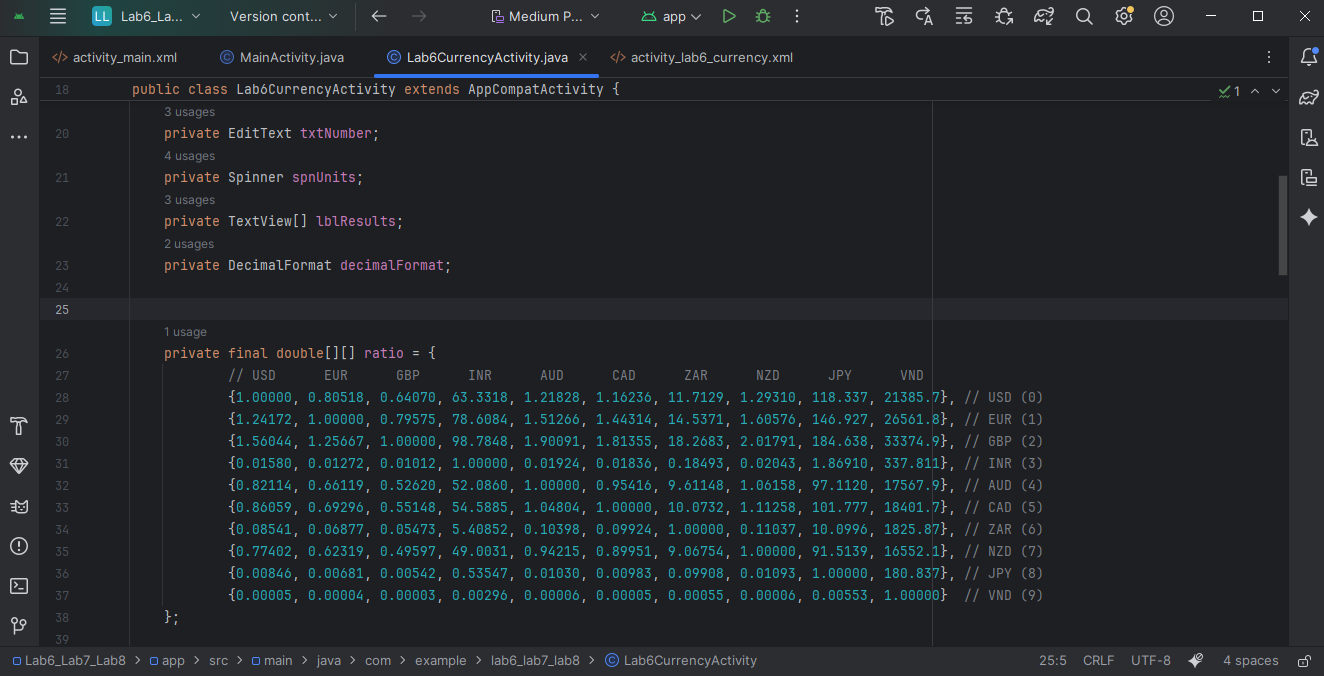 LL Lab6_La... Version cont... Medium P... app
activity_main.xml MainActivity.java Lab6CurrencyActivity.java activity_lab6_currency.xml
18 public class Lab6CurrencyActivity extends AppCompatActivity { 1
3 usages
20 private EditText txtNumber;
4 usages
21 private Spinner spnUnits;
3 usages
22 private TextView[] lblResults;
2 usages
23 private DecimalFormat decimalFormat;
24
25
1 usage
26 private final double[][] ratio = {
27 // USD EUR GBP INR AUD CAD ZAR NZD JPY VND
28 {1.00000, 0.80518, 0.64070, 63.3318, 1.21828, 1.16236, 11.7129, 1.29310, 118.337, 21385.7}, // USD (0)
29 {1.24172, 1.00000, 0.79575, 78.6084, 1.51266, 1.44314, 14.5371, 1.60576, 146.927, 26561.8}, // EUR (1)
30 {1.56044, 1.25667, 1.00000, 98.7848, 1.90091, 1.81355, 18.2683, 2.01791, 184.638, 33374.9}, // GBP (2)
31 {0.01580, 0.01272, 0.01012, 1.00000, 0.01924, 0.01836, 0.18493, 0.02043, 1.86910, 337.811}, // INR (3)
32 {0.82114, 0.66119, 0.52620, 52.0860, 1.00000, 0.95416, 9.61148, 1.06158, 97.1120, 17567.9}, // AUD (4)
33 {0.86059, 0.69296, 0.55148, 54.5885, 1.04804, 1.00000, 10.0732, 1.11258, 101.777, 18401.7}, // CAD (5)
34 {0.08541, 0.06877, 0.05473, 5.40852, 0.10398, 0.09924, 1.00000, 0.11037, 10.0996, 1825.87}, // ZAR (6)
35 {0.77402, 0.62319, 0.49597, 49.0031, 0.94215, 0.89951, 9.06754, 1.00000, 91.5139, 16552.1}, // NZD (7)
36 {0.00846, 0.00681, 0.00542, 0.53547, 0.01030, 0.00983, 0.09908, 0.01093, 1.00000, 180.837}, // JPY (8)
37 {0.00005, 0.00004, 0.00003, 0.00296, 0.00006, 0.00005, 0.00055, 0.00006, 0.00553, 1.00000} // VND (9)
38 };
39
Lab6_Lab7_Lab8 > app > src > main > java > com > example > lab6_lab7_lab8 > Lab6CurrencyActivity 25:5 CRLF UTF-8 4 spaces